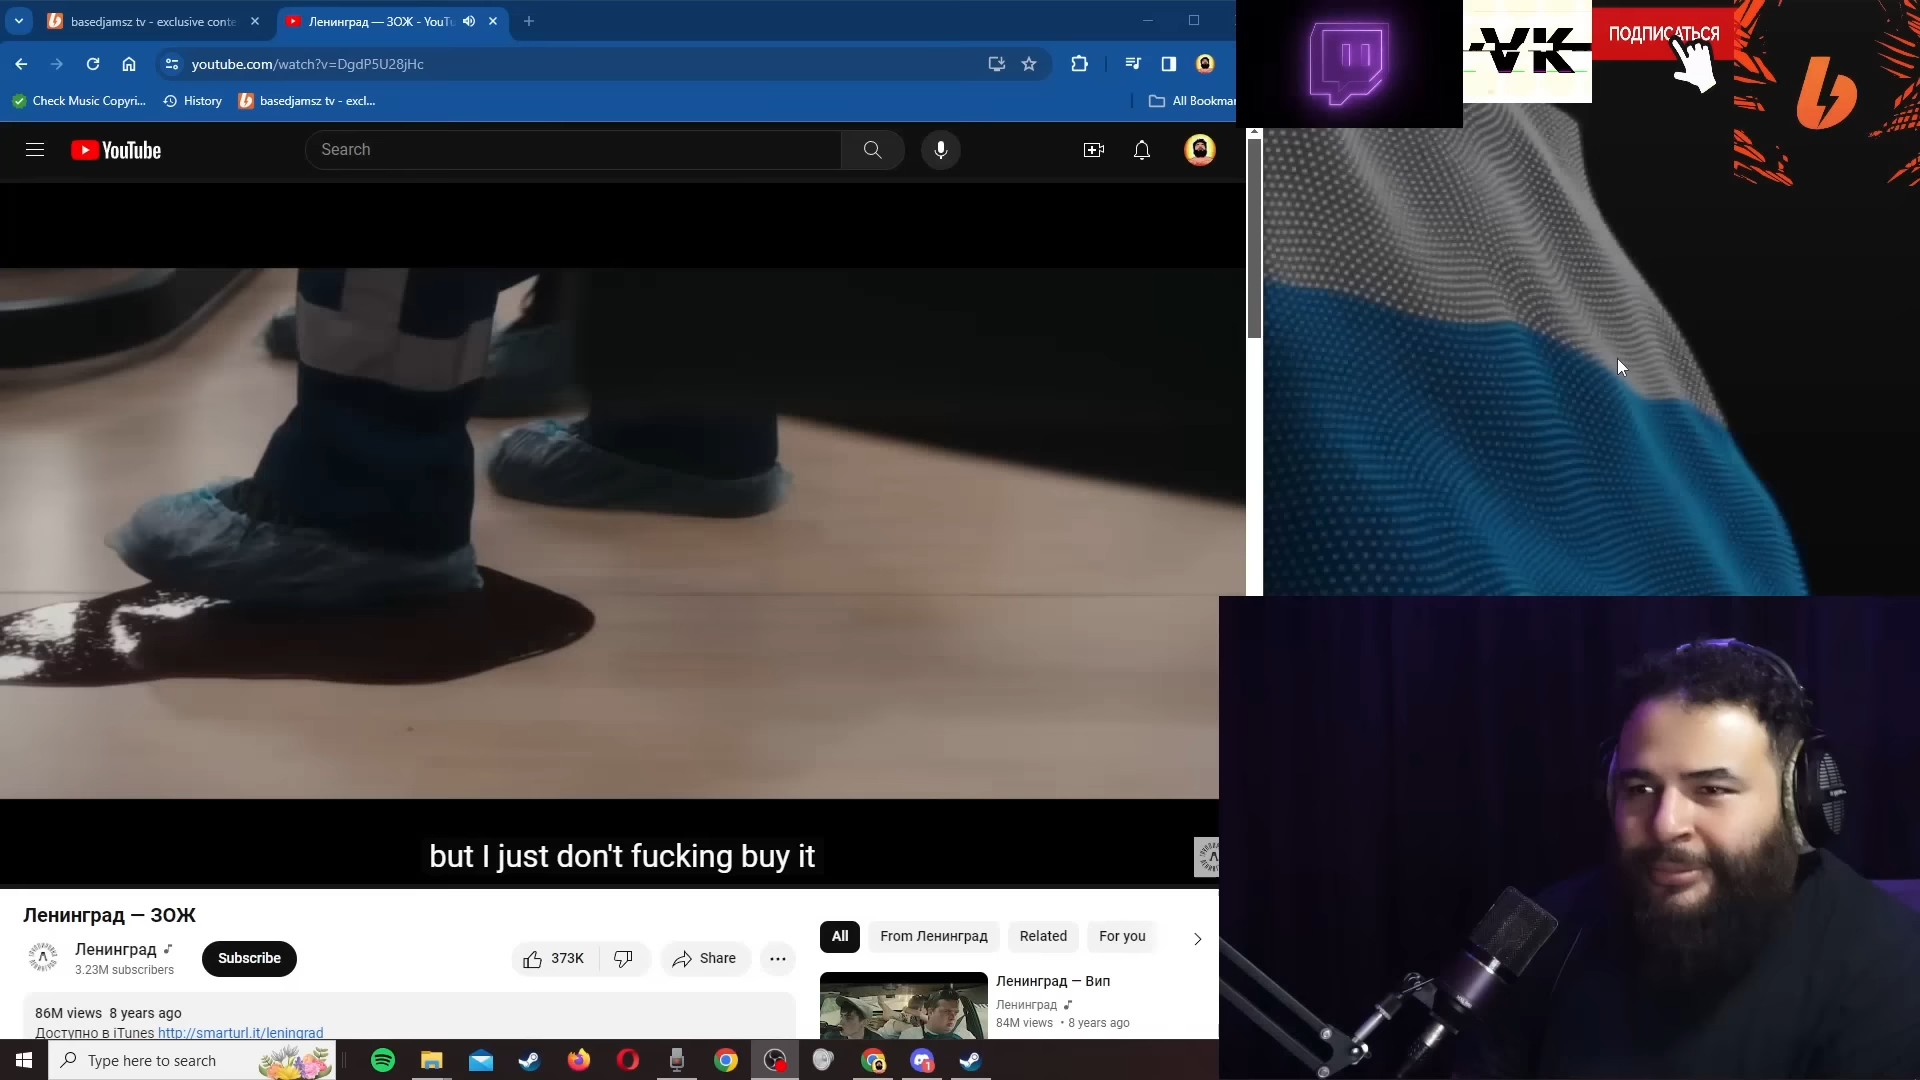 basedjamsz tv - exclusive conte
Ленинград — ЗОЖ - YouTu
youtube.com/watch?v=DgdP5U28jHc
Check Music Copyri...
History
basedjamsz tv - excl...
All Bookmar
VK
ПОДПИСАТЬСЯ
YouTube
Search
but I just don't fucking buy it
Ленинград — ЗОЖ
Ленинград
3.23M subscribers
Subscribe
373K
Share
All
From Ленинград
Related
For you
86M views 8 years ago
Доступно в iTunes http://smarturl.it/leningrad
Ленинград — Вип
Ленинград
84M views • 8 years ago
Type here to search
1